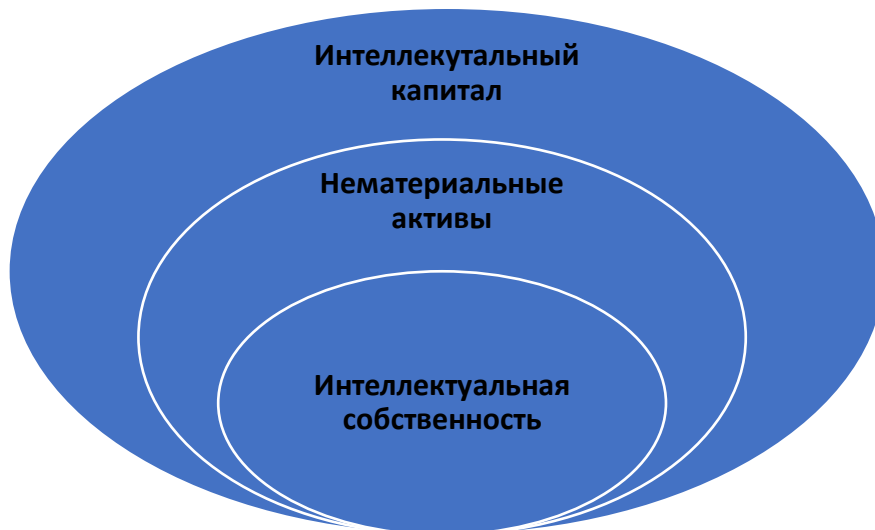 Интеллекутальный
капитал
Нематериальные
активы
Интеллектуальная
собственность